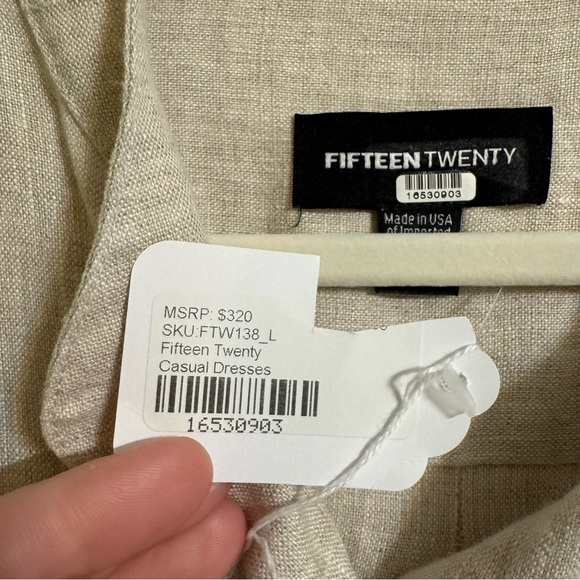 FIFTEEN TWENTY
16530903
Made in USA
of Imported
MSRP: $320
SKU:FTW138_L
Fifteen Twenty
Casual Dresses
16530903